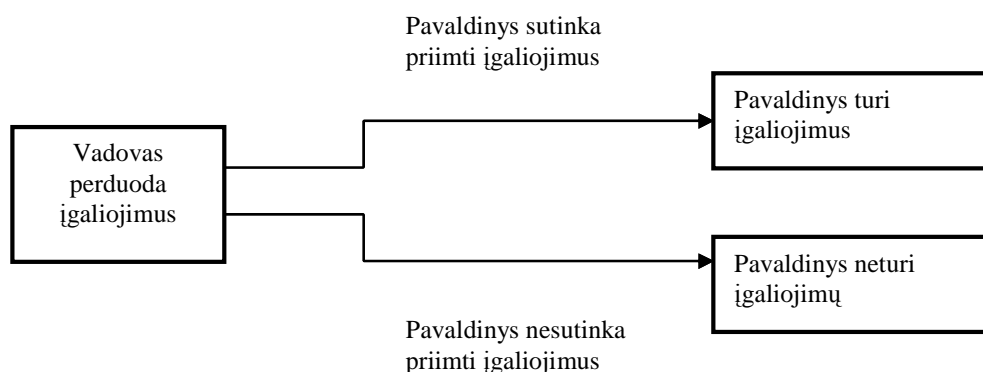 Pavaldinys sutinka
priimti įgaliojimus
Pavaldinys turi
įgaliojimus
Vadovas
perduoda
įgaliojimus
Pavaldinys neturi
įgaliojimų
Pavaldinys nesutinka
priimti įgaliojimus